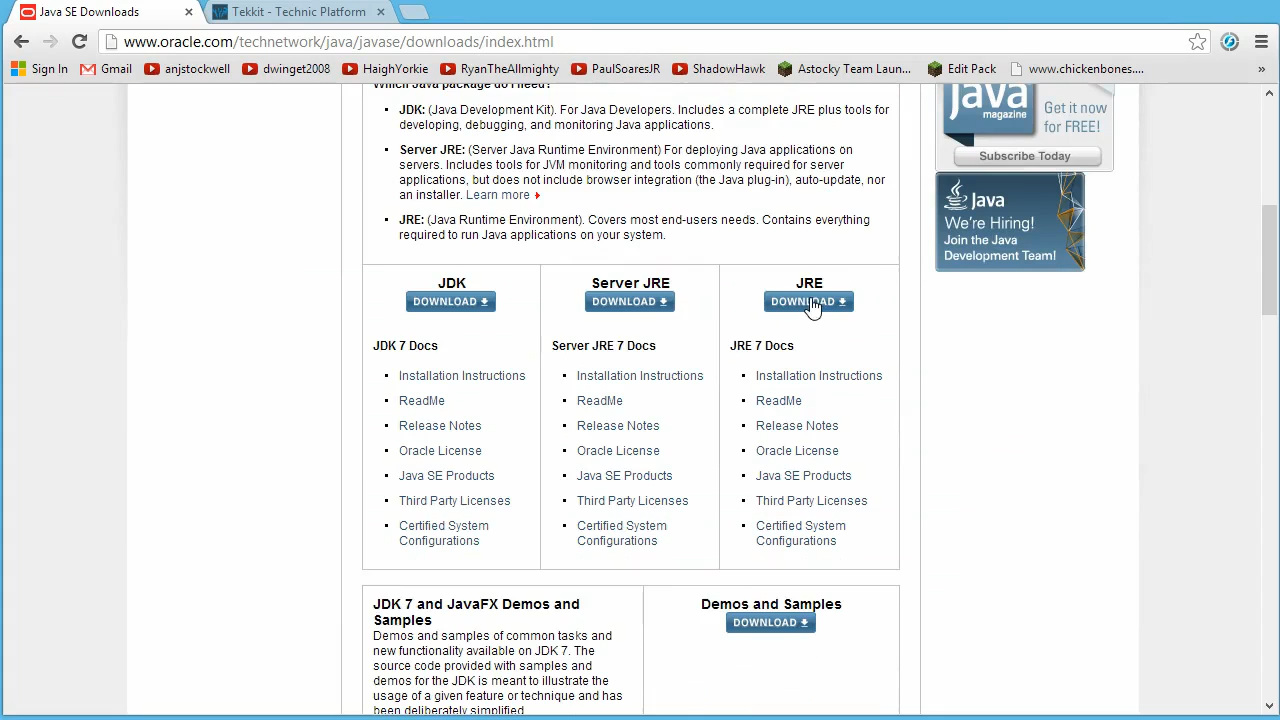 Java SE Downloads
Tekkit - Technic Platform
www.oracle.com/technetwork/java/javase/downloads/index.html
Sign In
Gmail
anjstockwell
dwinget2008
HaighYorkie
RyanTheAllmighty
PaulSoaresJR
ShadowHawk
Astocky Team Laun...
Edit Pack
www.chickenbones....
»
Which Java package do I need?
JDK: (Java Development Kit). For Java Developers. Includes a complete JRE plus tools for
developing, debugging, and monitoring Java applications.
Server JRE: (Server Java Runtime Environment) For deploying Java applications on
servers. Includes tools for JVM monitoring and tools commonly required for server
applications, but does not include browser integration (the Java plug-in), auto-update, nor
an installer. Learn more
JRE: (Java Runtime Environment). Covers most end-users needs. Contains everything
required to run Java applications on your system.
JDK
DOWNLOAD
JDK 7 Docs
Installation Instructions
ReadMe
Release Notes
Oracle License
Java SE Products
Third Party Licenses
Certified System
Configurations
Server JRE
DOWNLOAD
Server JRE 7 Docs
Installation Instructions
ReadMe
Release Notes
Oracle License
Java SE Products
Third Party Licenses
Certified System
Configurations
JRE
DOWNLOAD
JRE 7 Docs
Installation Instructions
ReadMe
Release Notes
Oracle License
Java SE Products
Third Party Licenses
Certified System
Configurations
JDK 7 and JavaFX Demos and
Samples
Demos and samples of common tasks and
new functionality available on JDK 7. The
source code provided with samples and
demos for the JDK is meant to illustrate the
usage of a given feature or technique and has
been deliberately simplified.
Demos and Samples
DOWNLOAD
Java
magazine
Get it now
for FREE!
Subscribe Today
Java
We're Hiring!
Join the Java
Development Team!